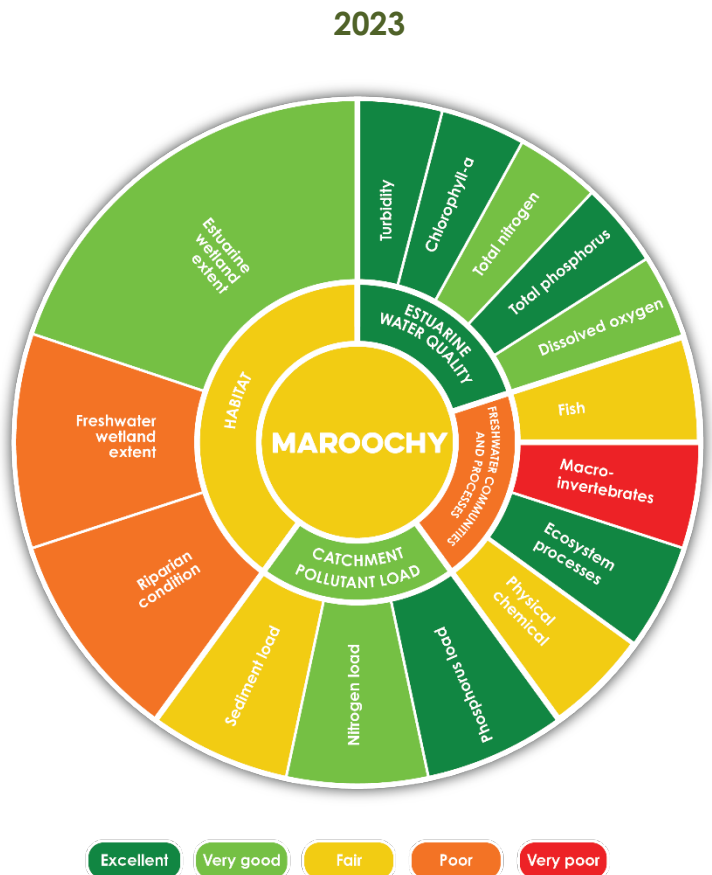 2023
Turbidity
Chlorophyll-a
Total nitrogen
Total phosphorus
Dissolved oxygen
Fish
Macro-
invertebrates
Ecosystem
processes
Physical
chemical
Phosphorus load
Nitrogen load
Sediment load
Riparian
condition
Freshwater
wetland
extent
Estuarine
wetland
extent
ESTUARINE
WATER QUALITY
FRESHWATER COMMUNITIES
AND PROCESSES
CATCHMENT
POLLUTANT LOAD
HABITAT
MAROOCHY
Excellent
Very good
Fair
Poor
Very poor